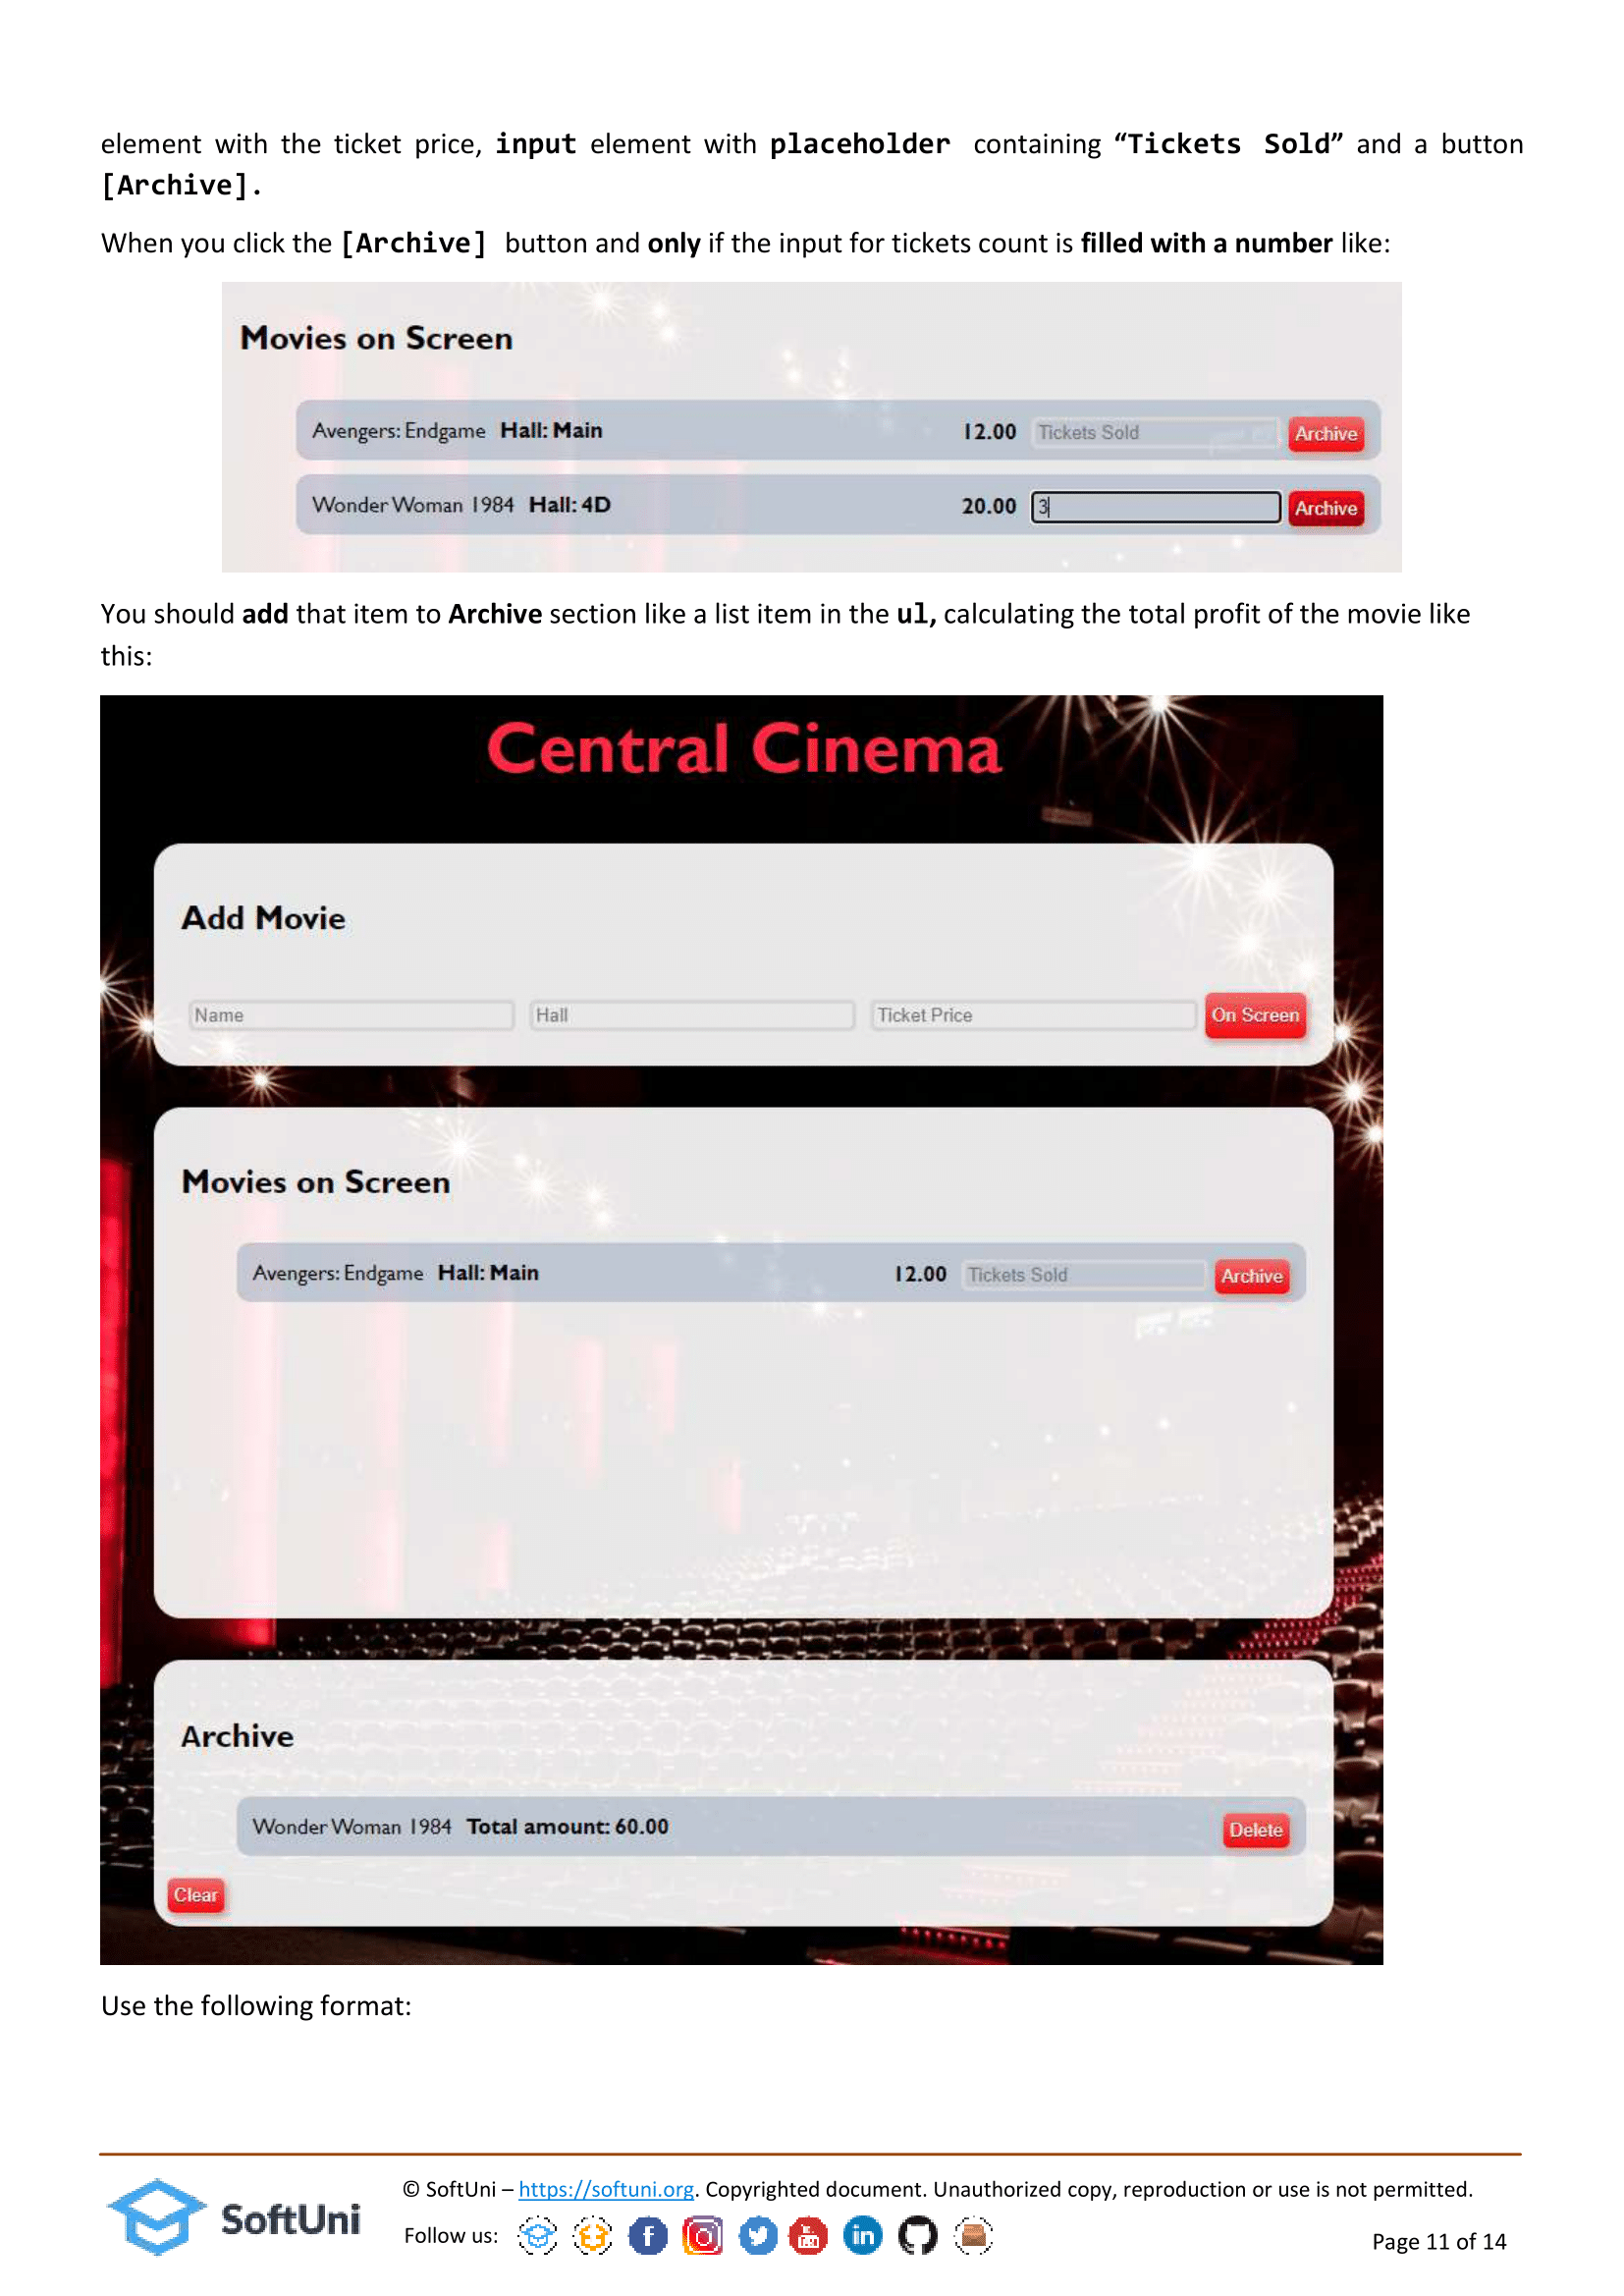 element with the ticket price, input element with placeholder containing “Tickets Sold” and a button
[Archive].
When you click the [Archive] button and only if the input for tickets count is filled with a number like:
Movies on Screen
Avengers: Endgame Hall: Main 12.00 Tickets Sold Archive
Wonder Woman 1984 Hall: 4D 20.00 3 Archive
You should add that item to Archive section like a list item in the ul, calculating the total profit of the movie like
this:
Central Cinema
Add Movie
Name Hall Ticket Price On Screen
Movies on Screen
Avengers: Endgame Hall: Main 12.00 Tickets Sold Archive
Archive
Wonder Woman 1984 Total amount: 60.00 Delete
Clear
Use the following format:
SoftUni
© SoftUni – https://softuni.org. Copyrighted document. Unauthorized copy, reproduction or use is not permitted.
Follow us:
Page 11 of 14